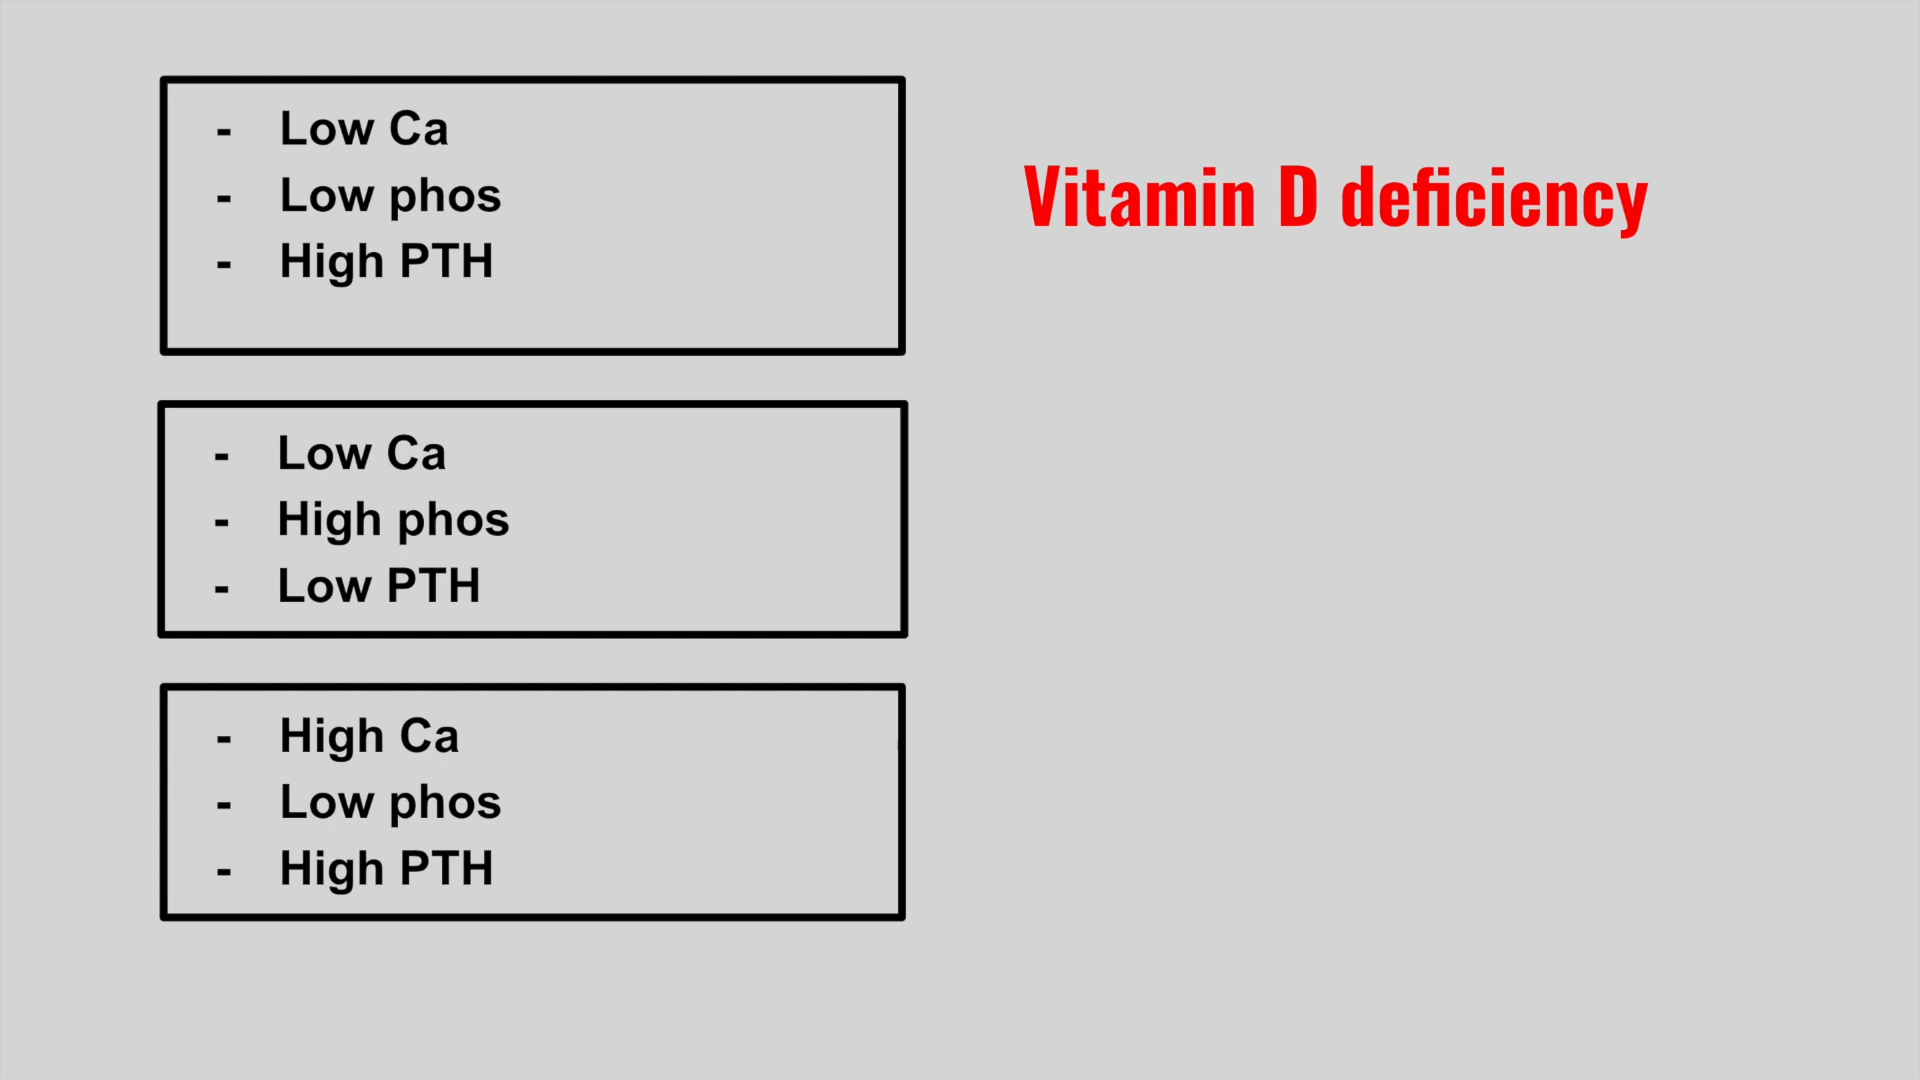 - Low Ca
- Low phos
- High PTH
Vitamin D deficiency
- Low Ca
- High phos
- Low PTH
- High Ca
- Low phos
- High PTH